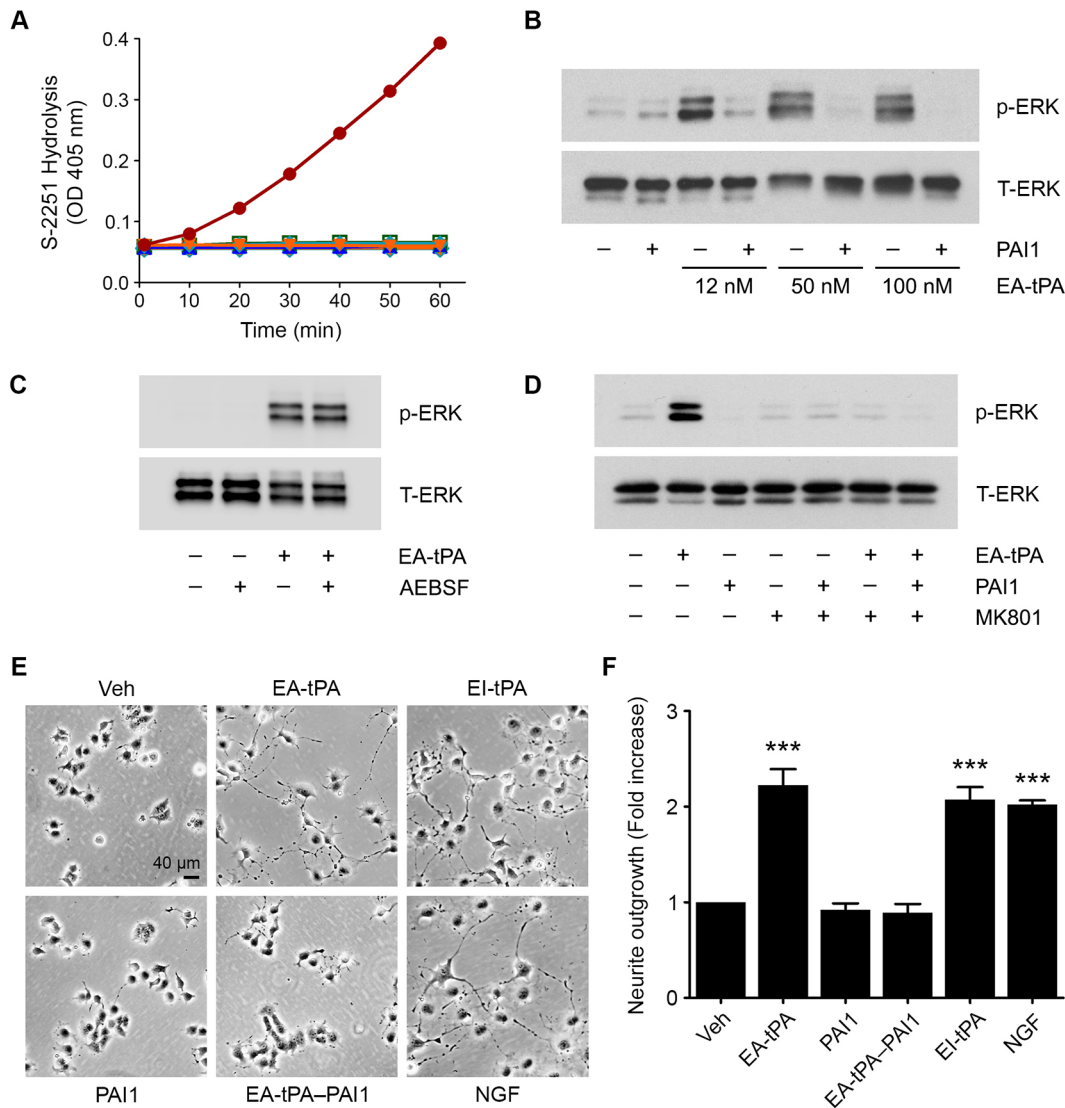 A
S-2251 Hydrolysis
(OD 405 nm)
0.4
0.3
0.2
0.1
0.0
0 10 20 30 40 50 60
Time (min)
B
p-ERK
T-ERK
– + – + – + – + PAI1
12 nM 50 nM 100 nM EA-tPA
C
p-ERK
T-ERK
– – + + EA-tPA
– + – + AEBSF
D
p-ERK
T-ERK
– + – – – + + EA-tPA
– – + – + – + PAI1
– – – + + + + MK801
E
Veh EA-tPA EI-tPA
40 µm
PAI1 EA-tPA–PAI1 NGF
F
Neurite outgrowth (Fold increase)
3
2
1
0
*** *** ***
Veh EA-tPA PAI1 EA-tPA–PAI1 EI-tPA NGF